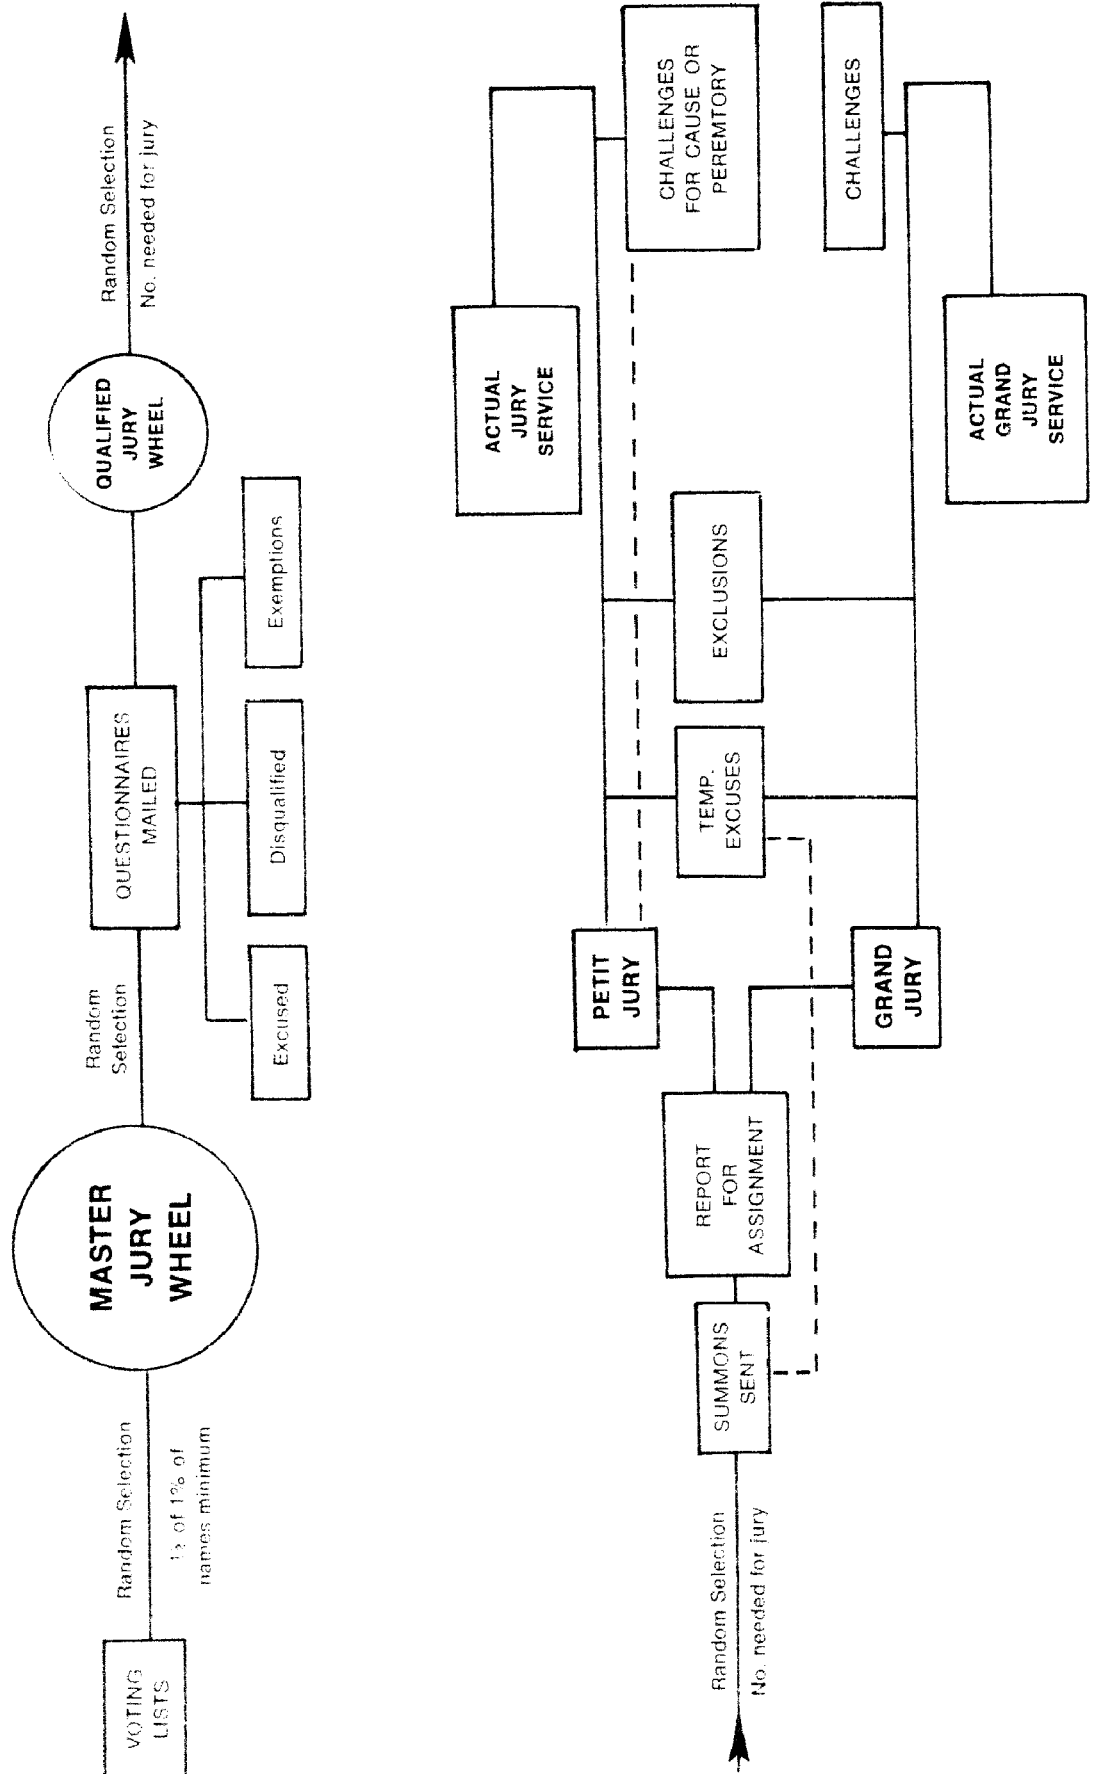 VOTING
LISTS
Random Selection
½ of 1% of
names minimum
MASTER
JURY
WHEEL
Random
Selection
QUESTIONNAIRES
MAILED
Excused
Disqualified
Exemptions
QUALIFIED
JURY
WHEEL
Random Selection
No. needed for jury
Random Selection
No. needed for jury
SUMMONS
SENT
REPORT
FOR
ASSIGNMENT
PETIT
JURY
GRAND
JURY
TEMP.
EXCUSES
EXCLUSIONS
ACTUAL
JURY
SERVICE
CHALLENGES
FOR CAUSE OR
PEREMTORY
CHALLENGES
ACTUAL
GRAND
JURY
SERVICE